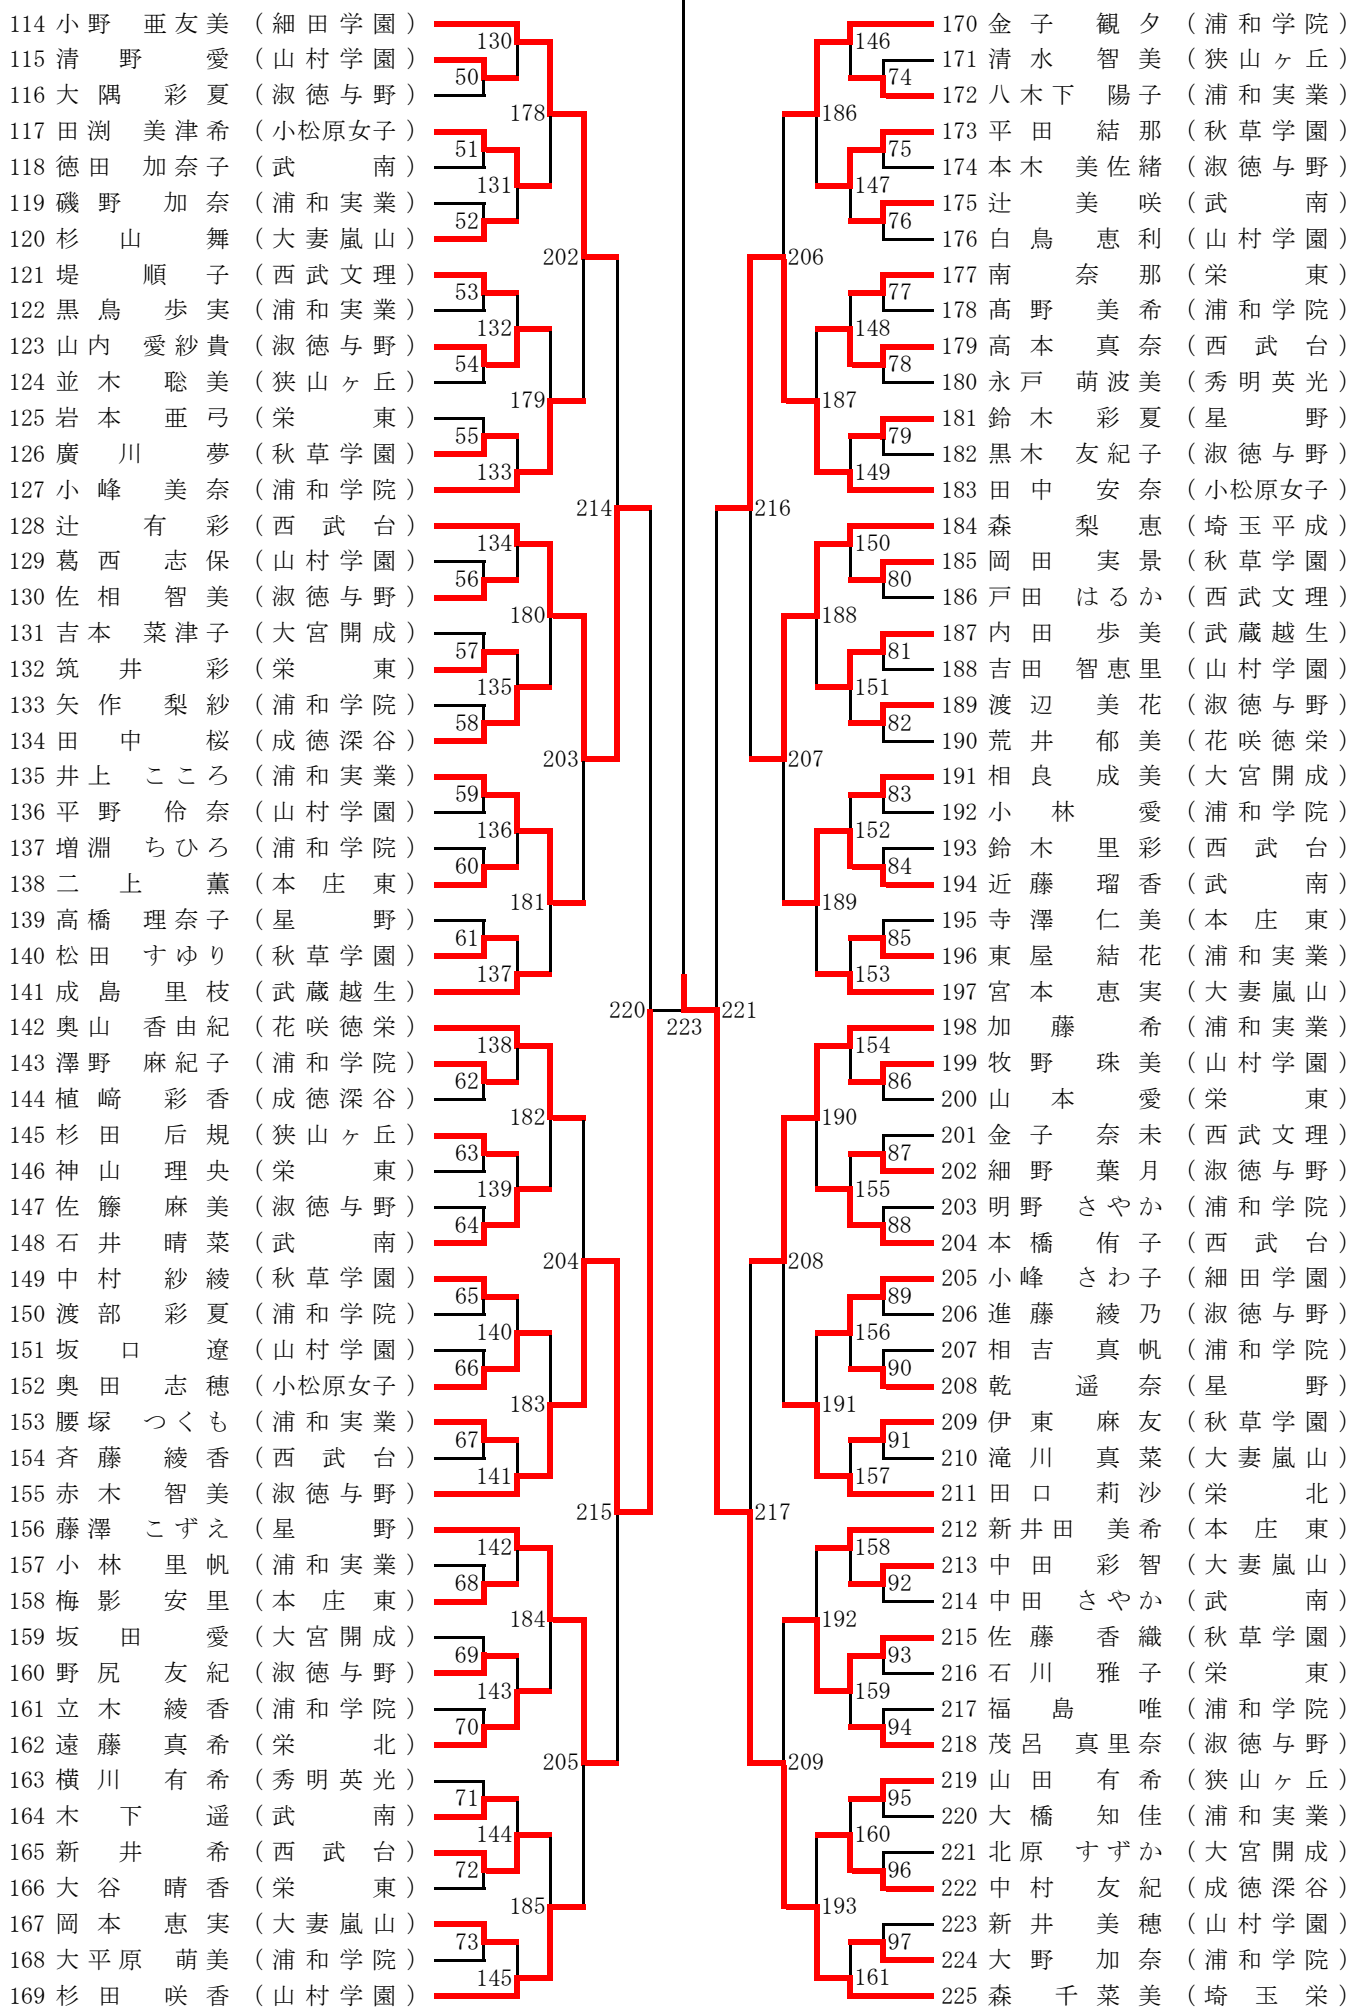 114 小野 亜友美 (細田学園)
115 清野 愛 (山村学園)
116 大隅 彩夏 (淑徳与野)
117 田渕 美津希 (小松原女子)
118 徳田 加奈子 (武南)
119 磯野 加奈 (浦和実業)
120 杉山 舞 (大妻嵐山)
121 堤 順子 (西武文理)
122 黒鳥 歩実 (浦和実業)
123 山内 愛紗貴 (淑徳与野)
124 並木 聡美 (狭山ヶ丘)
125 岩本 亜弓 (栄東)
126 廣川 夢 (秋草学園)
127 小峰 美奈 (浦和学院)
128 辻 有彩 (西武台)
129 葛西 志保 (山村学園)
130 佐相 智美 (淑徳与野)
131 吉本 菜津子 (大宮開成)
132 筑井 彩 (栄東)
133 矢作 梨紗 (浦和学院)
134 田中 桜 (成徳深谷)
135 井上 こころ (浦和実業)
136 平野 伶奈 (山村学園)
137 増淵 ちひろ (浦和学院)
138 二上 薫 (本庄東)
139 高橋 理奈子 (星野)
140 松田 すゆり (秋草学園)
141 成島 里枝 (武蔵越生)
142 奥山 香由紀 (花咲徳栄)
143 澤野 麻紀子 (浦和学院)
144 植﨑 彩香 (成徳深谷)
145 杉田 后規 (狭山ヶ丘)
146 神山 理央 (栄東)
147 佐籐 麻美 (淑徳与野)
148 石井 晴菜 (武南)
149 中村 紗綾 (秋草学園)
150 渡部 彩夏 (浦和学院)
151 坂口 遼 (山村学園)
152 奥田 志穂 (小松原女子)
153 腰塚 つくも (浦和実業)
154 斉藤 綾香 (西武台)
155 赤木 智美 (淑徳与野)
156 藤澤 こずえ (星野)
157 小林 里帆 (浦和実業)
158 梅影 安里 (本庄東)
159 坂田 愛 (大宮開成)
160 野尻 友紀 (淑徳与野)
161 立木 綾香 (浦和学院)
162 遠藤 真希 (栄北)
163 横川 有希 (秀明英光)
164 木下 遥 (武南)
165 新井 希 (西武台)
166 大谷 晴香 (栄東)
167 岡本 恵実 (大妻嵐山)
168 大平原 萌美 (浦和学院)
169 杉田 咲香 (山村学園)
50
51
52
53
54
55
56
57
58
59
60
61
62
63
64
65
66
67
68
69
70
71
72
73
130
131
132
133
134
135
136
137
138
139
140
141
142
143
144
145
178
179
180
181
182
183
184
185
202
203
204
205
214
215
220
223
221
216
217
206
207
208
209
186
187
188
189
190
191
192
193
146
147
148
149
150
151
152
153
154
155
156
157
158
159
160
161
74
75
76
77
78
79
80
81
82
83
84
85
86
87
88
89
90
91
92
93
94
95
96
97
170 金子 観夕 (浦和学院)
171 清水 智美 (狭山ヶ丘)
172 八木下 陽子 (浦和実業)
173 平田 結那 (秋草学園)
174 本木 美佐緒 (淑徳与野)
175 辻 美咲 (武南)
176 白鳥 恵利 (山村学園)
177 南 奈那 (栄東)
178 髙野 美希 (浦和学院)
179 高本 真奈 (西武台)
180 永戸 萌波美 (秀明英光)
181 鈴木 彩夏 (星野)
182 黒木 友紀子 (淑徳与野)
183 田中 安奈 (小松原女子)
184 森 梨恵 (埼玉平成)
185 岡田 実景 (秋草学園)
186 戸田 はるか (西武文理)
187 内田 歩美 (武蔵越生)
188 吉田 智恵里 (山村学園)
189 渡辺 美花 (淑徳与野)
190 荒井 郁美 (花咲徳栄)
191 相良 成美 (大宮開成)
192 小林 愛 (浦和学院)
193 鈴木 里彩 (西武台)
194 近藤 瑠香 (武南)
195 寺澤 仁美 (本庄東)
196 東屋 結花 (浦和実業)
197 宮本 恵実 (大妻嵐山)
198 加藤 希 (浦和実業)
199 牧野 珠美 (山村学園)
200 山本 愛 (栄東)
201 金子 奈未 (西武文理)
202 細野 葉月 (淑徳与野)
203 明野 さやか (浦和学院)
204 本橋 侑子 (西武台)
205 小峰 さわ子 (細田学園)
206 進藤 綾乃 (淑徳与野)
207 相吉 真帆 (浦和学院)
208 乾 遥奈 (星野)
209 伊東 麻友 (秋草学園)
210 滝川 真菜 (大妻嵐山)
211 田口 莉沙 (栄北)
212 新井田 美希 (本庄東)
213 中田 彩智 (大妻嵐山)
214 中田 さやか (武南)
215 佐藤 香織 (秋草学園)
216 石川 雅子 (栄東)
217 福島 唯 (浦和学院)
218 茂呂 真里奈 (淑徳与野)
219 山田 有希 (狭山ヶ丘)
220 大橋 知佳 (浦和実業)
221 北原 すずか (大宮開成)
222 中村 友紀 (成徳深谷)
223 新井 美穂 (山村学園)
224 大野 加奈 (浦和学院)
225 森 千菜美 (埼玉栄)